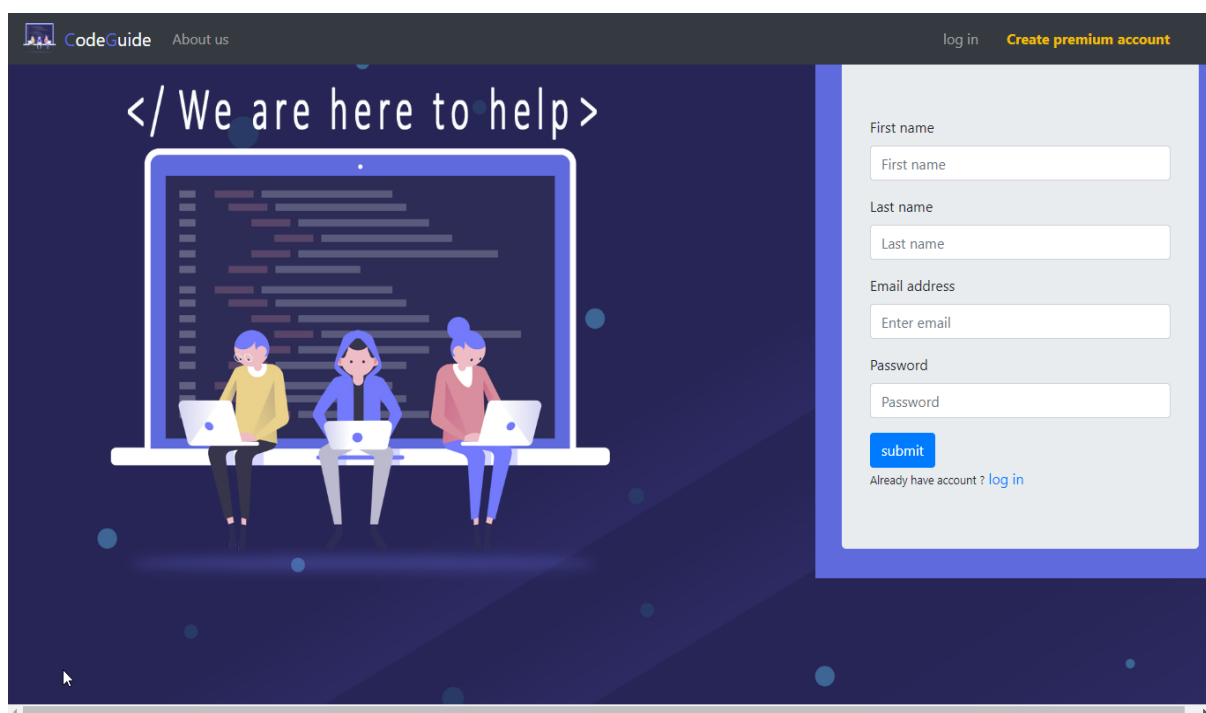 CodeGuide About us log in Create premium account
</ We are here to help>
First name
First name
Last name
Last name
Email address
Enter email
Password
Password
submit
Already have account ? log in